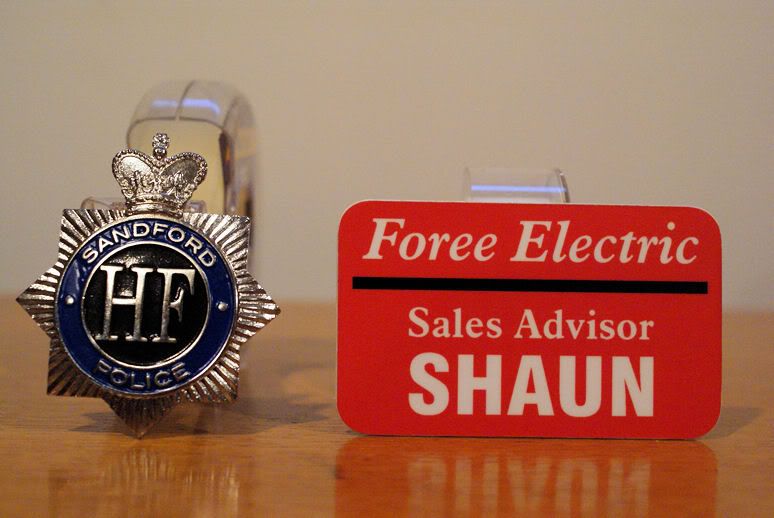 SANDFORD
HF
POLICE
Foree Electric
Sales Advisor
SHAUN